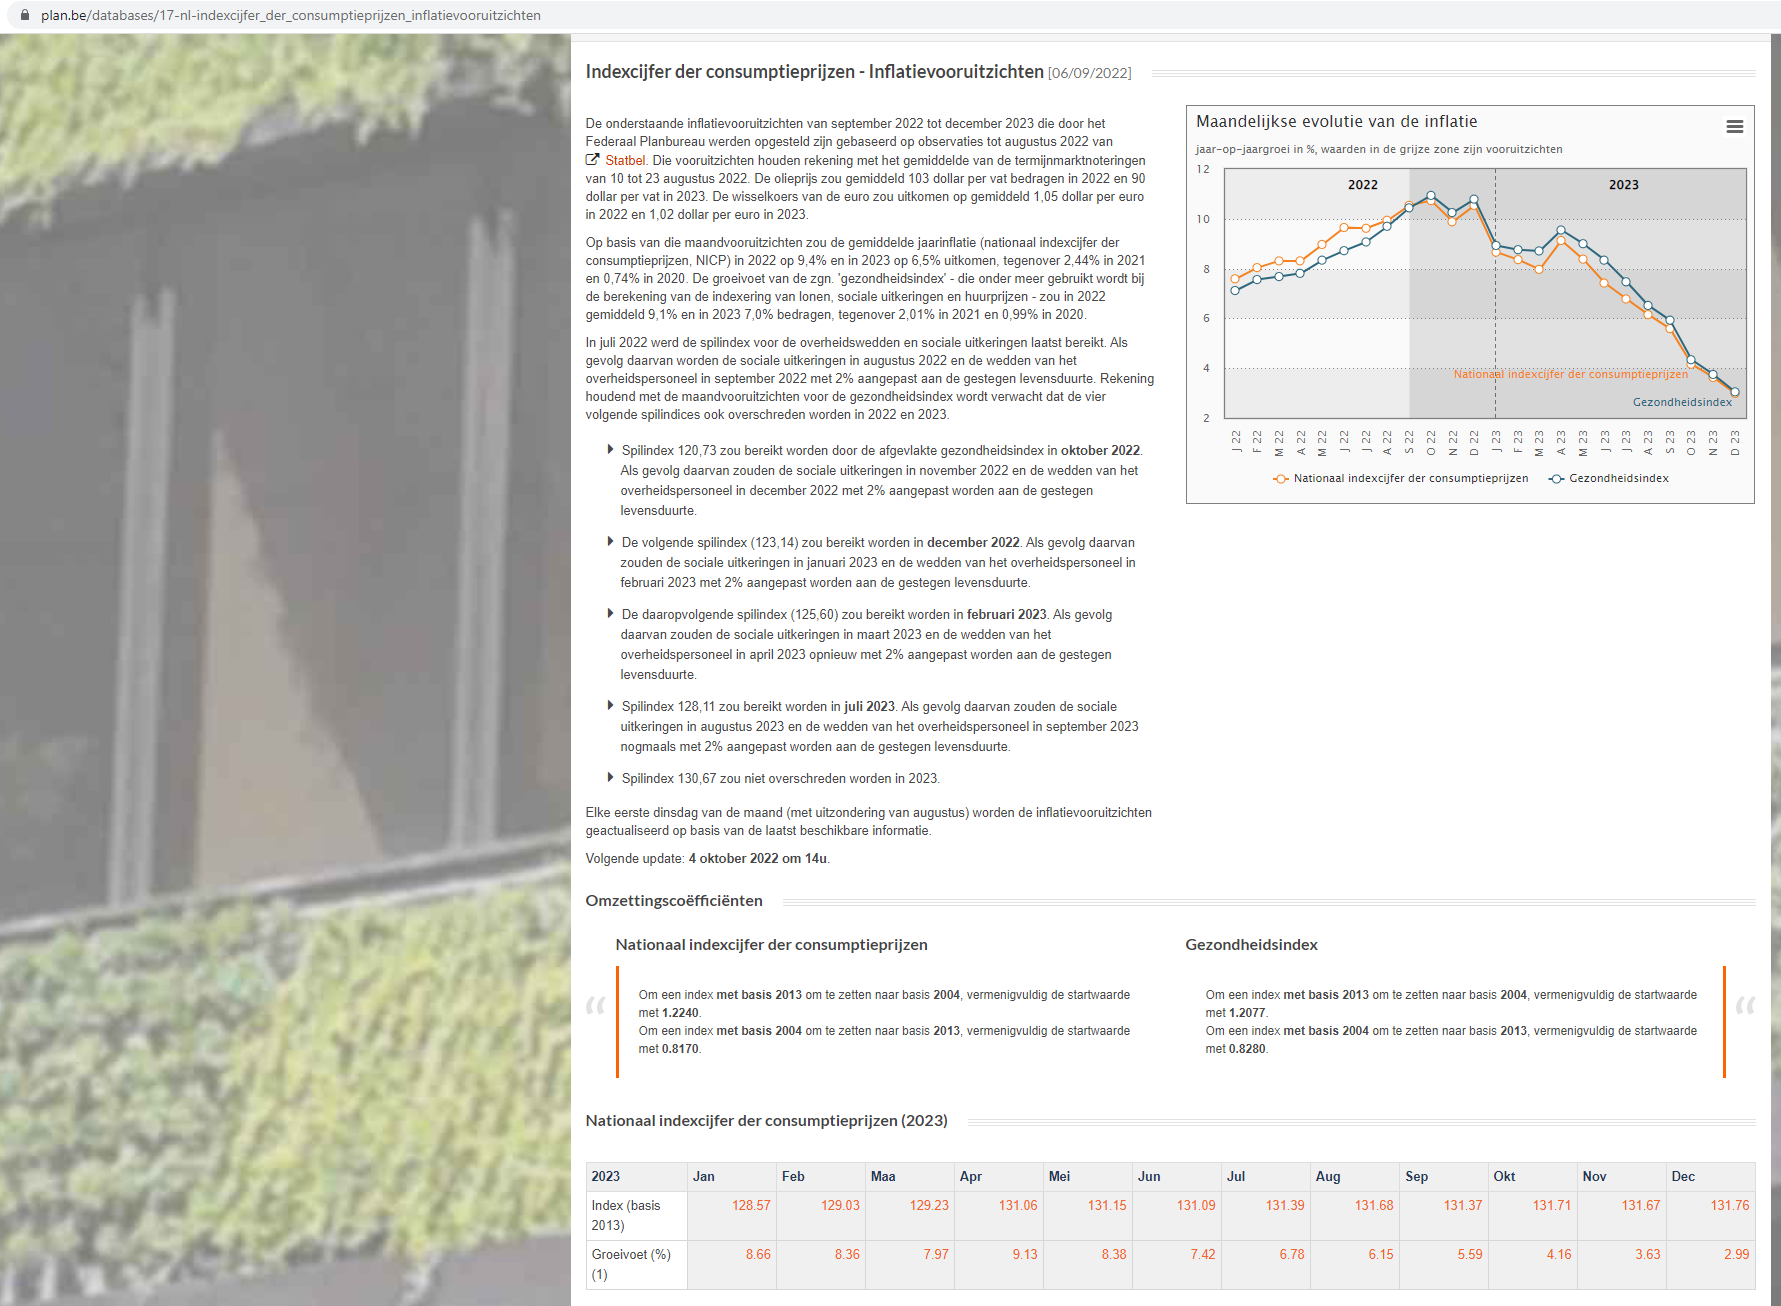 plan.be/databases/17-nl-indexcijfer_der_consumptieprijzen_inflatievooruitzichten
Indexcijfer der consumptieprijzen - Inflatievooruitzichten [06/09/2022]
De onderstaande inflatievooruitzichten van september 2022 tot december 2023 die door het
Federaal Planbureau werden opgesteld zijn gebaseerd op observaties tot augustus 2022 van
Statbel. Die vooruitzichten houden rekening met het gemiddelde van de termijnmarktnoteringen
van 10 tot 23 augustus 2022. De olieprijs zou gemiddeld 103 dollar per vat bedragen in 2022 en 90
dollar per vat in 2023. De wisselkoers van de euro zou uitkomen op gemiddeld 1,05 dollar per euro
in 2022 en 1,02 dollar per euro in 2023.
Op basis van die maandvooruitzichten zou de gemiddelde jaarinflatie (nationaal indexcijfer der
consumptieprijzen, NICP) in 2022 op 9,4% en in 2023 op 6,5% uitkomen, tegenover 2,44% in 2021
en 0,74% in 2020. De groeivoet van de zgn. 'gezondheidsindex' - die onder meer gebruikt wordt bij
de berekening van de indexering van lonen, sociale uitkeringen en huurprijzen - zou in 2022
gemiddeld 9,1% en in 2023 7,0% bedragen, tegenover 2,01% in 2021 en 0,99% in 2020.
In juli 2022 werd de spilindex voor de overheidswedden en sociale uitkeringen laatst bereikt. Als
gevolg daarvan worden de sociale uitkeringen in augustus 2022 en de wedden van het
overheidspersoneel in september 2022 met 2% aangepast aan de gestegen levensduurte. Rekening
houdend met de maandvooruitzichten voor de gezondheidsindex wordt verwacht dat de vier
volgende spilindices ook overschreden worden in 2022 en 2023.
Spilindex 120,73 zou bereikt worden door de afgevlakte gezondheidsindex in oktober 2022.
Als gevolg daarvan zouden de sociale uitkeringen in november 2022 en de wedden van het
overheidspersoneel in december 2022 met 2% aangepast worden aan de gestegen
levensduurte.
De volgende spilindex (123,14) zou bereikt worden in december 2022. Als gevolg daarvan
zouden de sociale uitkeringen in januari 2023 en de wedden van het overheidspersoneel in
februari 2023 met 2% aangepast worden aan de gestegen levensduurte.
De daaropvolgende spilindex (125,60) zou bereikt worden in februari 2023. Als gevolg
daarvan zouden de sociale uitkeringen in maart 2023 en de wedden van het
overheidspersoneel in april 2023 opnieuw met 2% aangepast worden aan de gestegen
levensduurte.
Spilindex 128,11 zou bereikt worden in juli 2023. Als gevolg daarvan zouden de sociale
uitkeringen in augustus 2023 en de wedden van het overheidspersoneel in september 2023
nogmaals met 2% aangepast worden aan de gestegen levensduurte.
Spilindex 130,67 zou niet overschreden worden in 2023.
Elke eerste dinsdag van de maand (met uitzondering van augustus) worden de inflatievooruitzichten
geactualiseerd op basis van de laatst beschikbare informatie.
Volgende update: 4 oktober 2022 om 14u.
Maandelijkse evolutie van de inflatie
jaar-op-jaargroei in %, waarden in de grijze zone zijn vooruitzichten
12
10
8
6
4
2
2022
2023
Nationaal indexcijfer der consumptieprijzen
Gezondheidsindex
J 22 F 22 M 22 A 22 M 22 J 22 J 22 A 22 S 22 O 22 N 22 D 22 J 23 F 23 M 23 A 23 M 23 J 23 J 23 A 23 S 23 O 23 N 23 D 23
Nationaal indexcijfer der consumptieprijzen Gezondheidsindex
Omzettingscoëfficiënten
Nationaal indexcijfer der consumptieprijzen
“
Om een index met basis 2013 om te zetten naar basis 2004, vermenigvuldig de startwaarde
met 1.2240.
Om een index met basis 2004 om te zetten naar basis 2013, vermenigvuldig de startwaarde
met 0.8170.
Gezondheidsindex
“
Om een index met basis 2013 om te zetten naar basis 2004, vermenigvuldig de startwaarde
met 1.2077.
Om een index met basis 2004 om te zetten naar basis 2013, vermenigvuldig de startwaarde
met 0.8280.
Nationaal indexcijfer der consumptieprijzen (2023)
2023 Jan Feb Maa Apr Mei Jun Jul Aug Sep Okt Nov Dec
Index (basis 2013) 128.57 129.03 129.23 131.06 131.15 131.09 131.39 131.68 131.37 131.71 131.67 131.76
Groeivoet (%) (1) 8.66 8.36 7.97 9.13 8.38 7.42 6.78 6.15 5.59 4.16 3.63 2.99